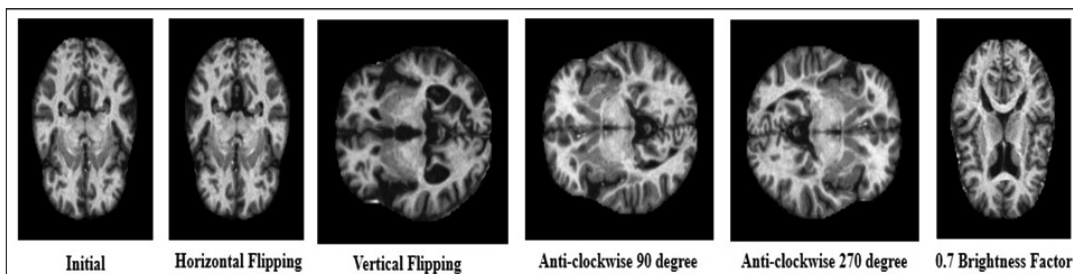 Initial
Horizontal Flipping
Vertical Flipping
Anti-clockwise 90 degree
Anti-clockwise 270 degree
0.7 Brightness Factor